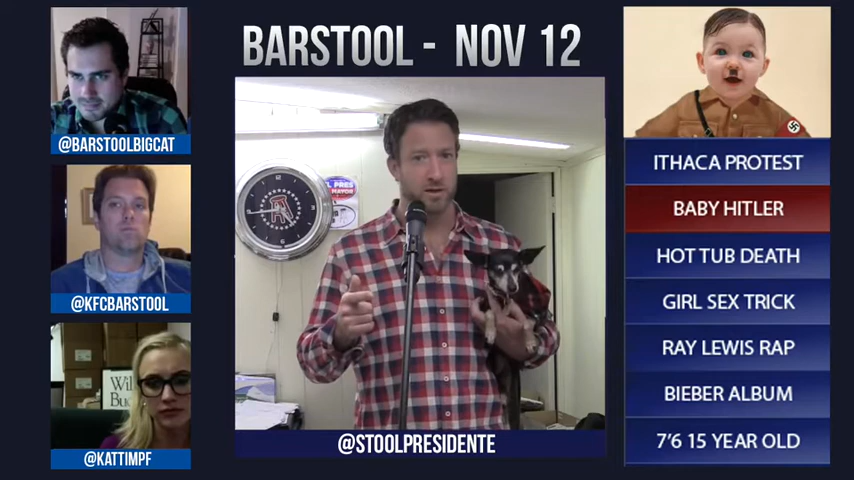 BARSTOOL - NOV 12
@BARSTOOLBIGCAT
@KFCBARSTOOL
@KATTIMPF
@STOOLPRESIDENTE
ITHACA PROTEST
BABY HITLER
HOT TUB DEATH
GIRL SEX TRICK
RAY LEWIS RAP
BIEBER ALBUM
7'6 15 YEAR OLD